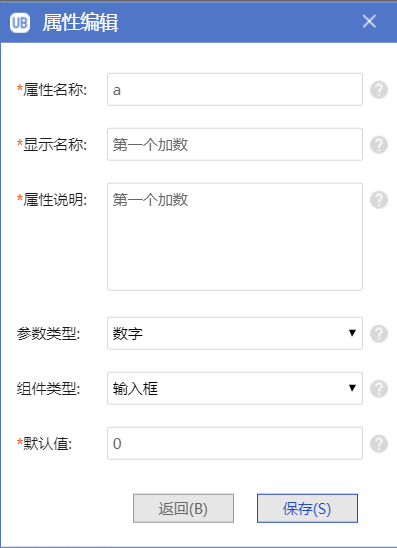 UB 属性编辑
*属性名称: a
*显示名称: 第一个加数
*属性说明: 第一个加数
参数类型: 数字
组件类型: 输入框
*默认值: 0
返回(B) 保存(S)